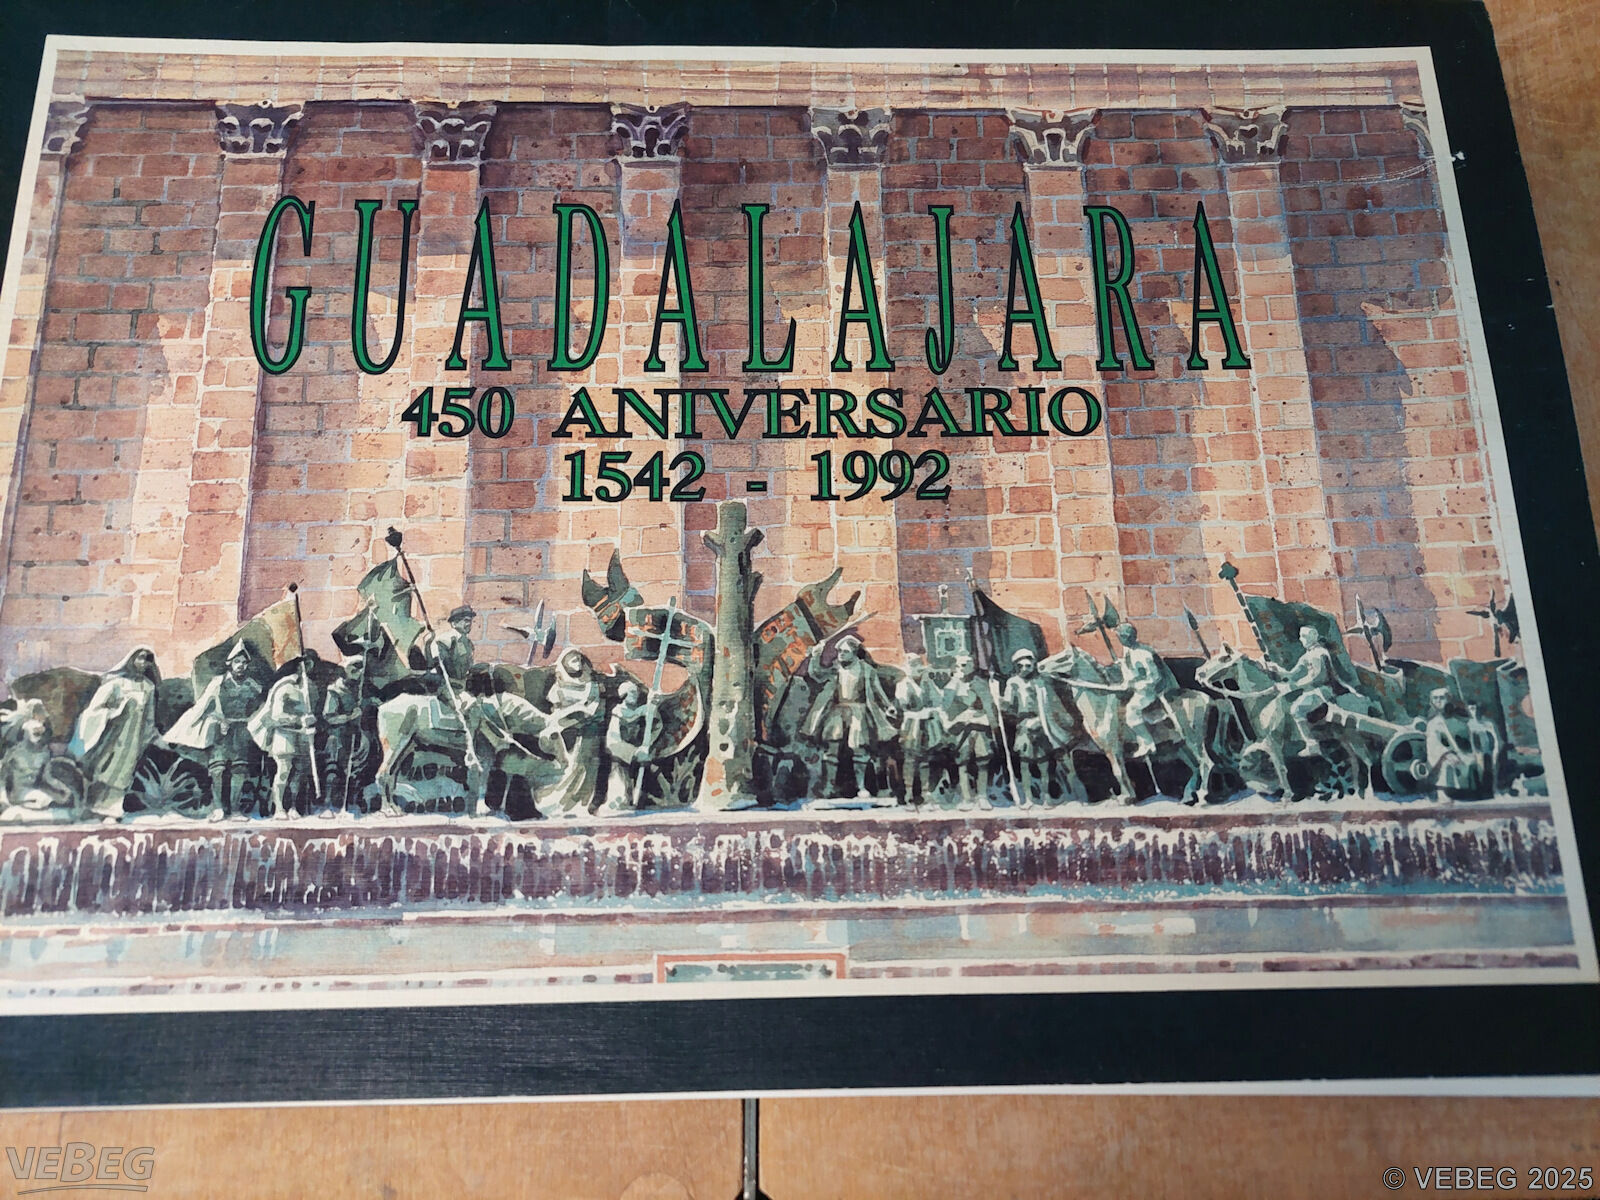 GUADALAJARA
450 ANIVERSARIO
1542 - 1992
VEBEG
© VEBEG 2025